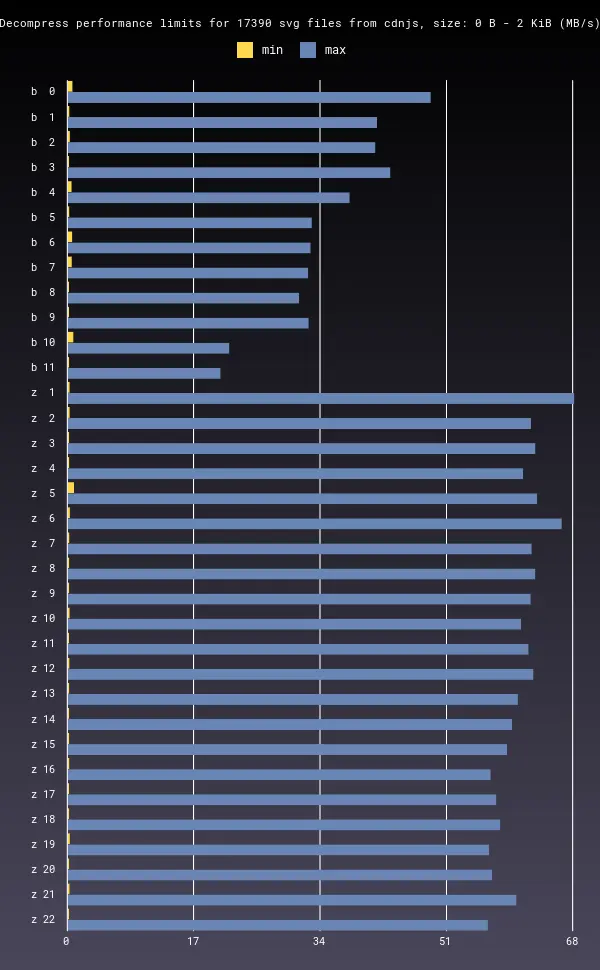 Decompress performance limits for 17390 svg files from cdnjs, size: 0 B - 2 KiB (MB/s)
min max
b 0
b 1
b 2
b 3
b 4
b 5
b 6
b 7
b 8
b 9
b 10
b 11
z 1
z 2
z 3
z 4
z 5
z 6
z 7
z 8
z 9
z 10
z 11
z 12
z 13
z 14
z 15
z 16
z 17
z 18
z 19
z 20
z 21
z 22
0 17 34 51 68